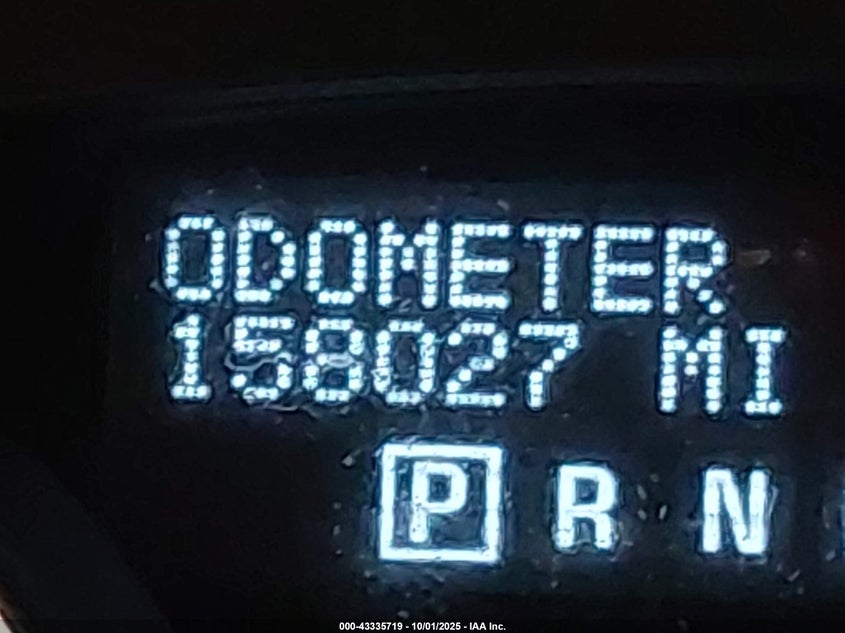 ODOMETER
158027 MI
P R N
000-43335719 - 10/01/2025 - IAA Inc.